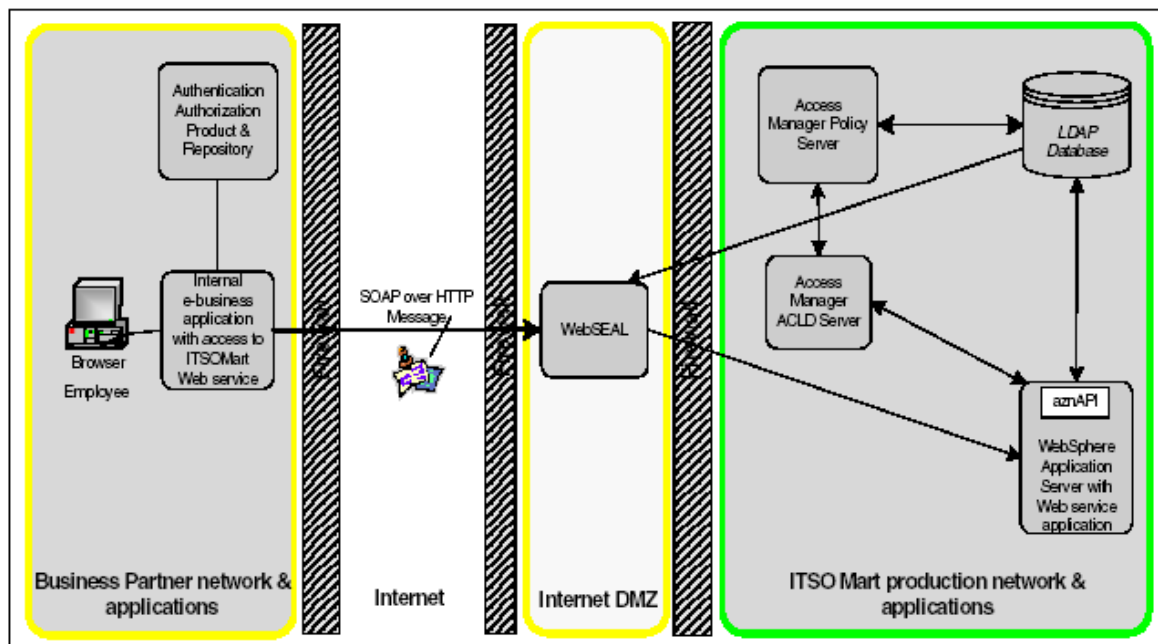 Authentication
Authorization
Product &
Repository
Internal
e-business
application
with access to
ITSOMart
Web service
Browser
Employee
SOAP over HTTP
Message
WebSEAL
Access
Manager Policy
Server
LDAP
Database
Access
Manager
ACLD Server
aznAPI
WebSphere
Application
Server with
Web service
application
Business Partner network &
applications
Internet
Internet DMZ
ITSO Mart production network &
applications